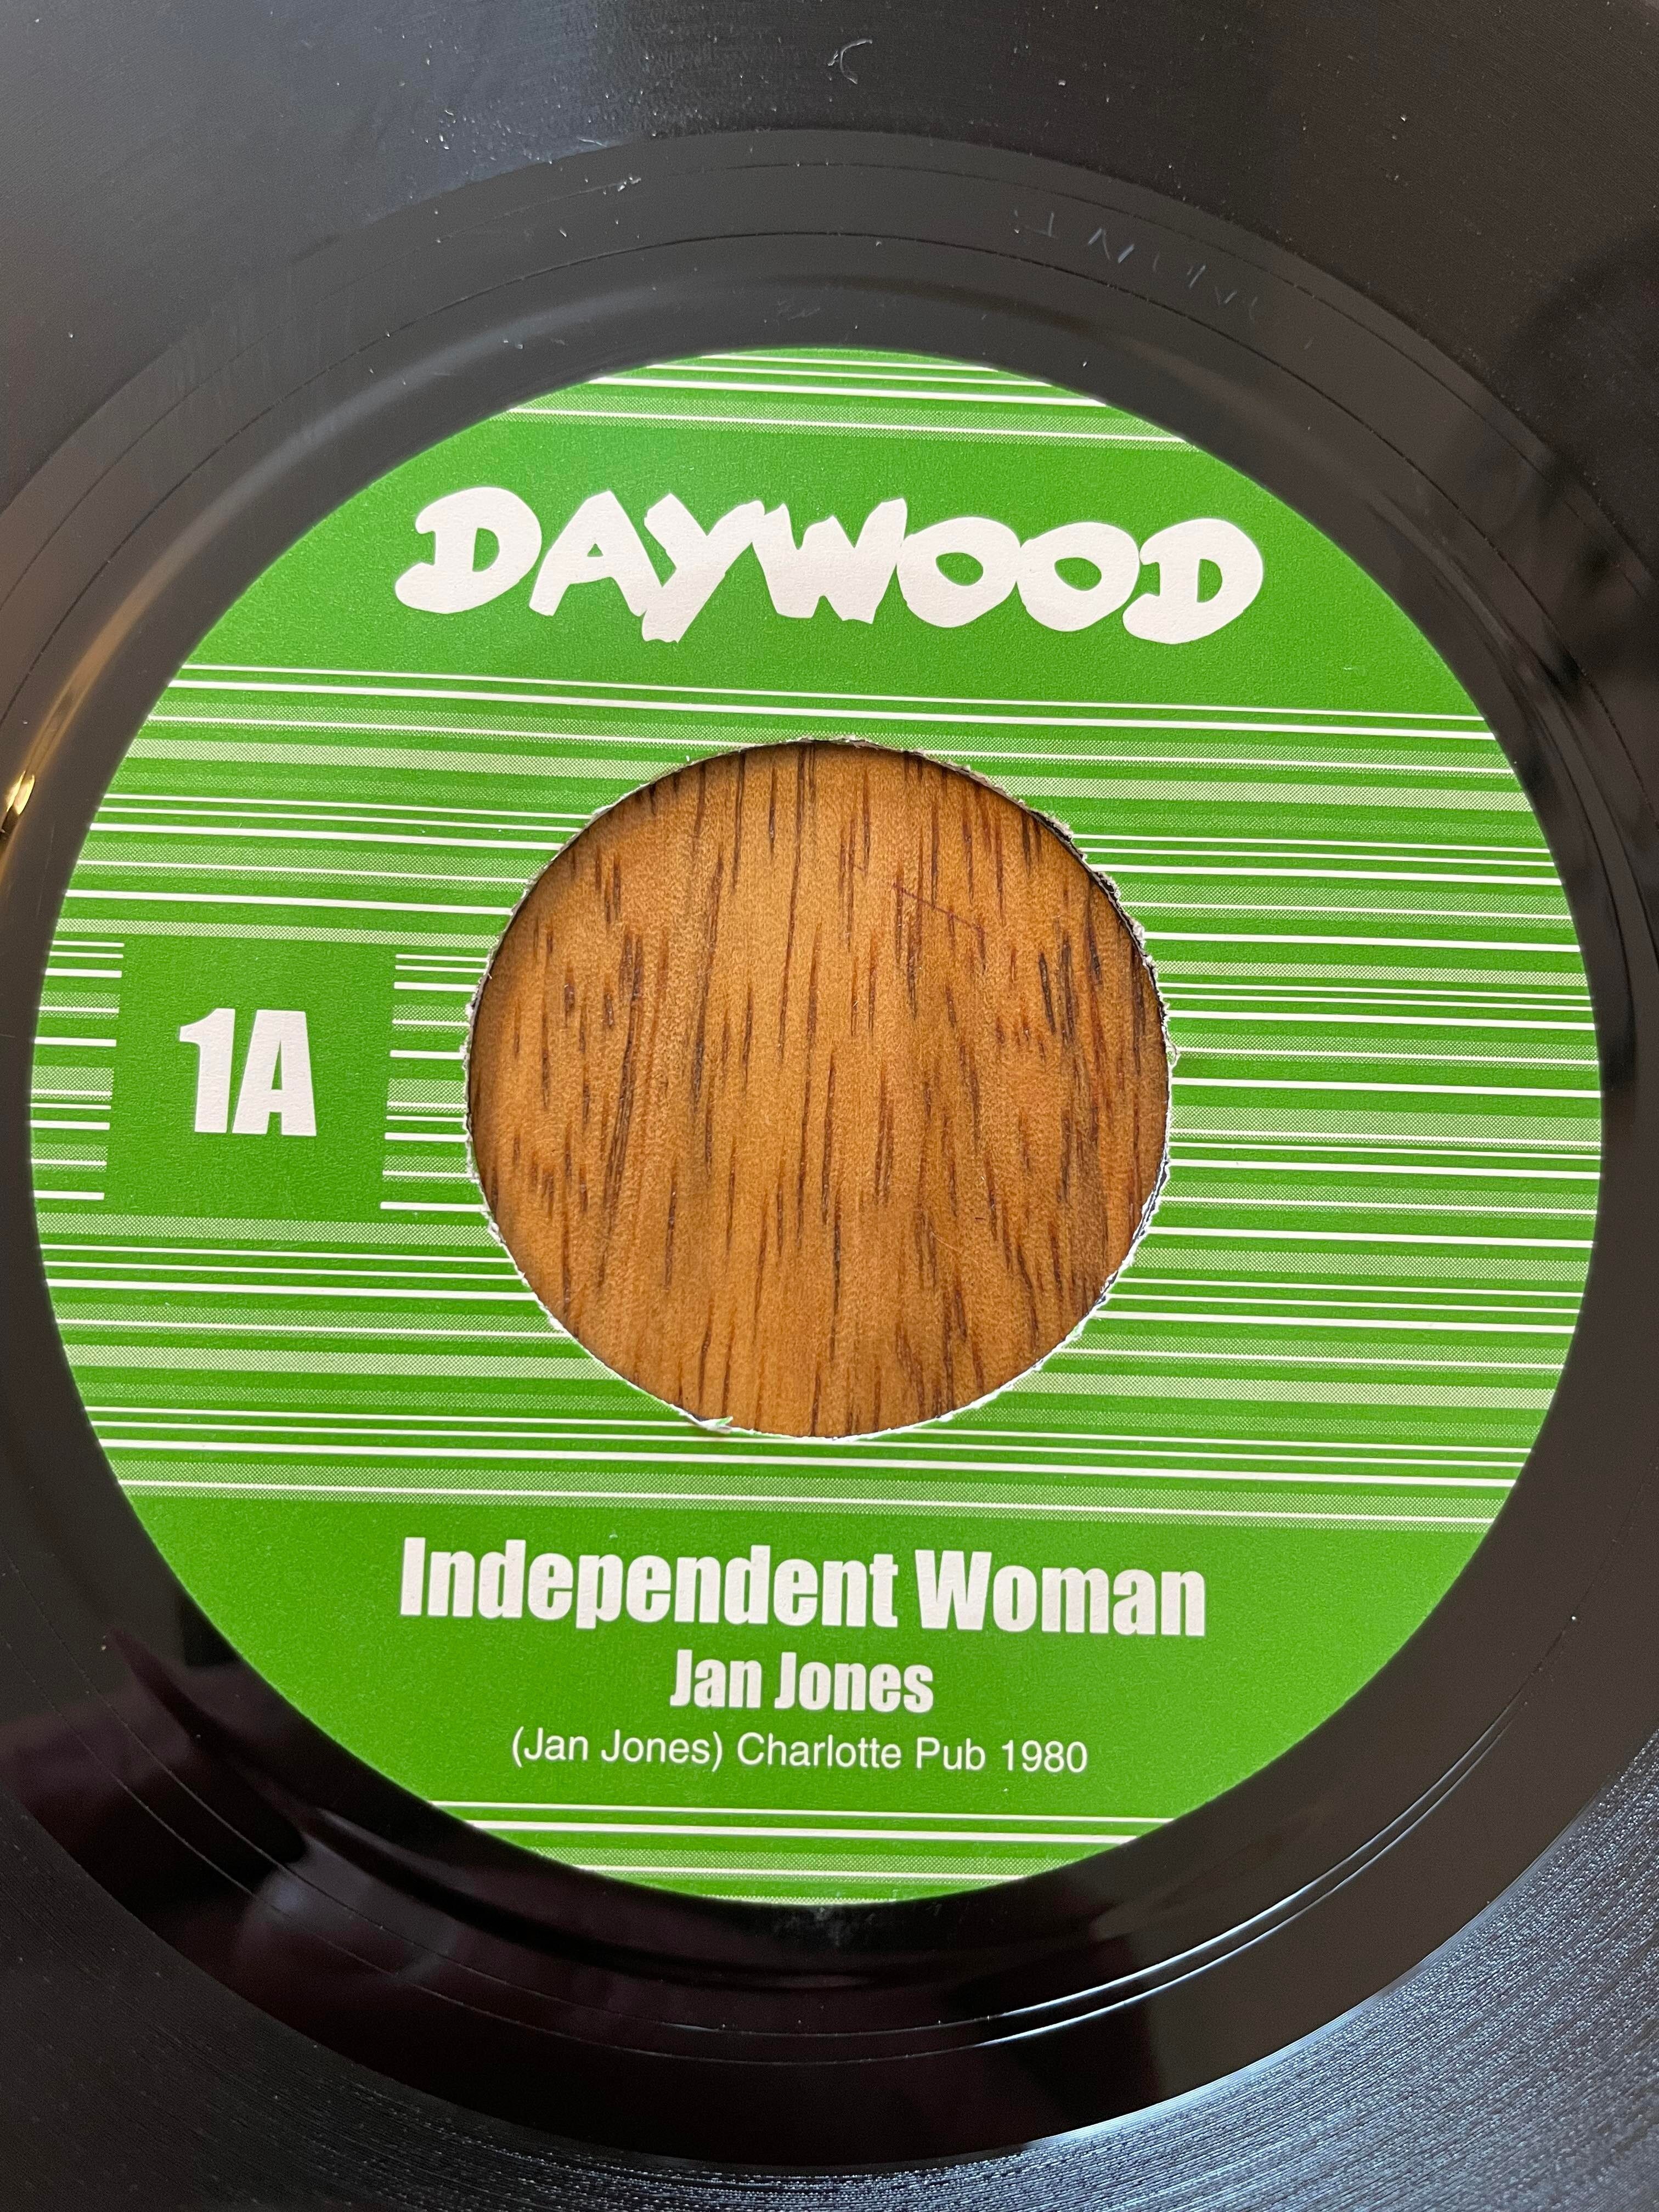 DAYWOOD
1A
Independent Woman
Jan Jones
(Jan Jones) Charlotte Pub 1980